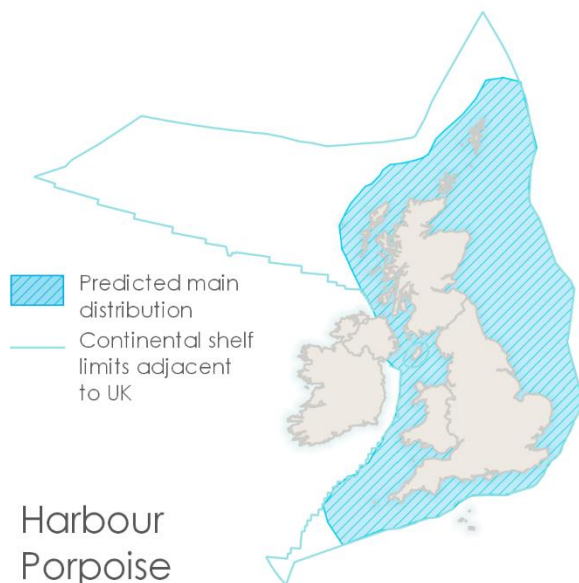 Predicted main
distribution
Continental shelf
limits adjacent
to UK
Harbour
Porpoise